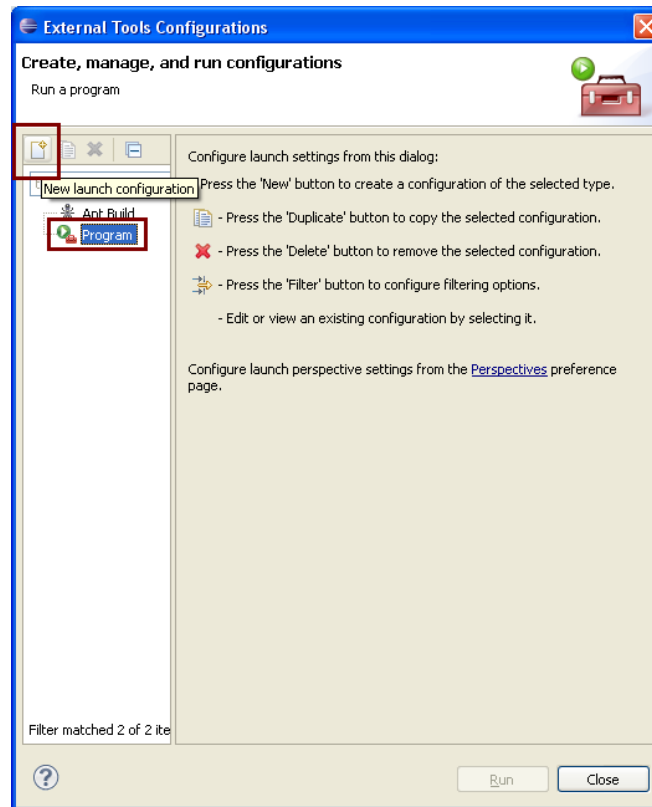 External Tools Configurations
Create, manage, and run configurations
Run a program
Configure launch settings from this dialog:
New launch configuration
Press the 'New' button to create a configuration of the selected type.
Ant Build
- Press the 'Duplicate' button to copy the selected configuration.
Program
- Press the 'Delete' button to remove the selected configuration.
- Press the 'Filter' button to configure filtering options.
- Edit or view an existing configuration by selecting it.
Configure launch perspective settings from the Perspectives preference
page.
Filter matched 2 of 2 ite
Run
Close